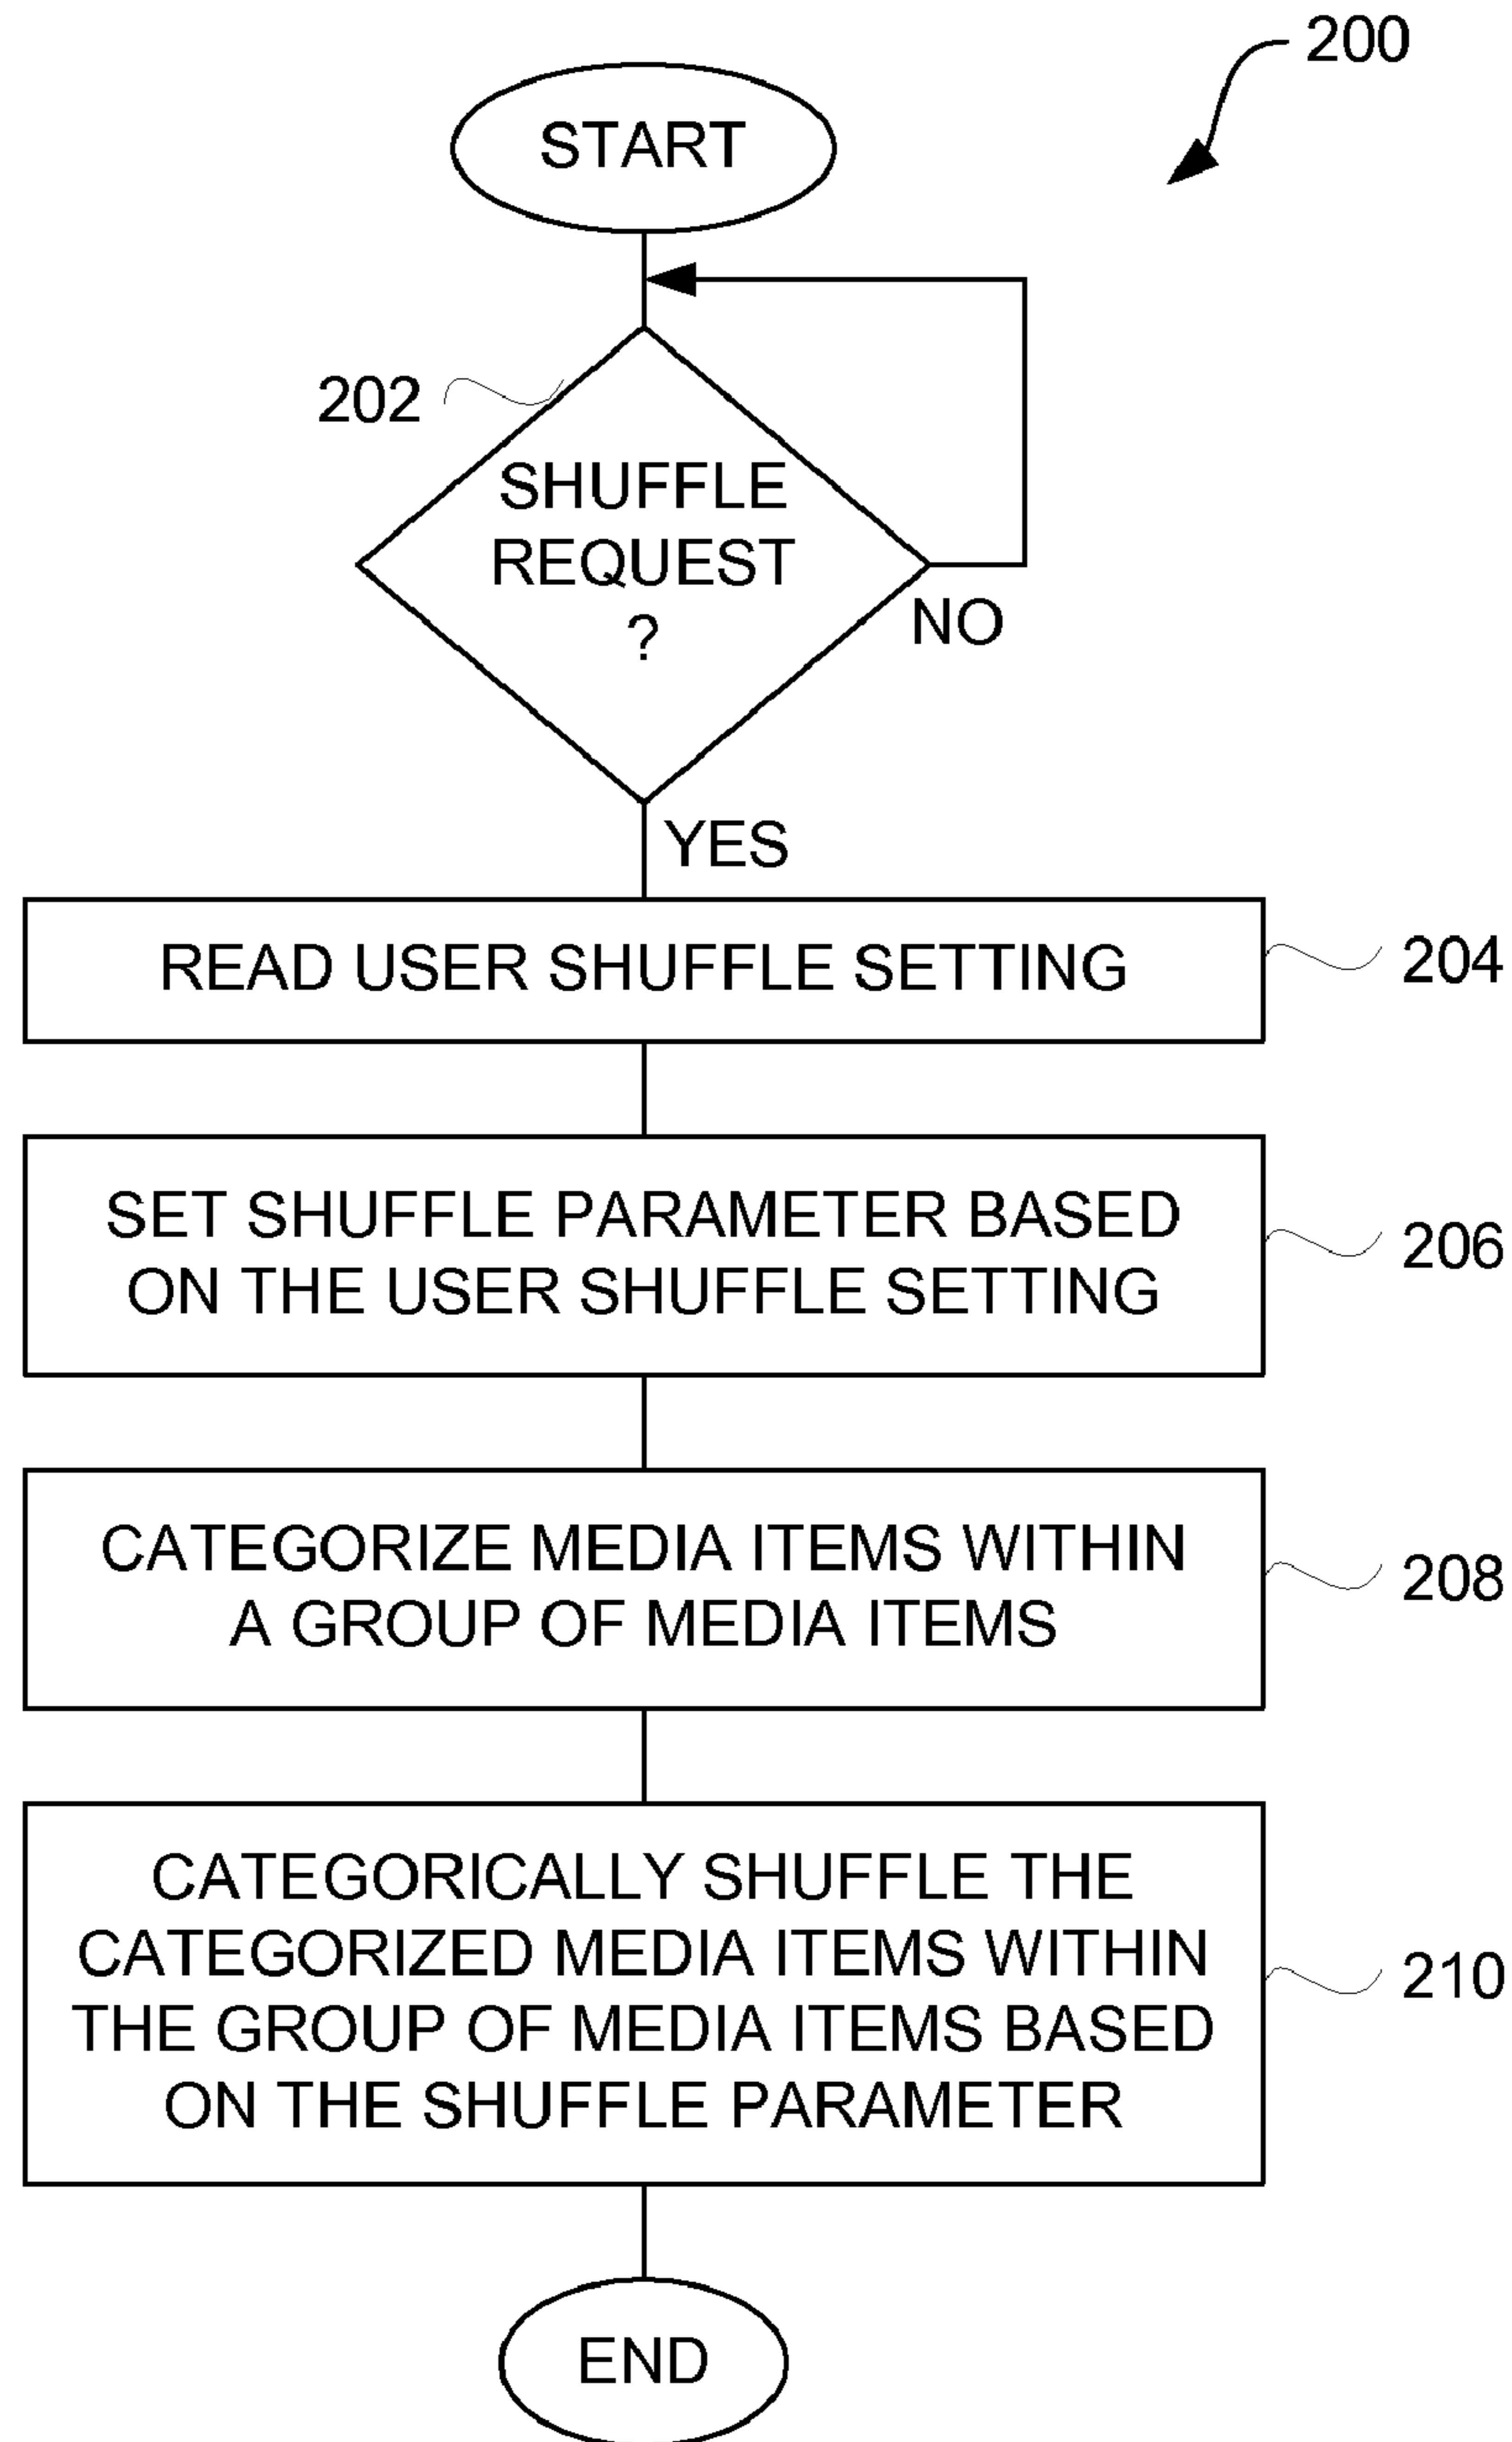 200
START
202
SHUFFLE
REQUEST
?
NO
YES
READ USER SHUFFLE SETTING
204
SET SHUFFLE PARAMETER BASED
ON THE USER SHUFFLE SETTING
206
CATEGORIZE MEDIA ITEMS WITHIN
A GROUP OF MEDIA ITEMS
208
CATEGORICALLY SHUFFLE THE
CATEGORIZED MEDIA ITEMS WITHIN
THE GROUP OF MEDIA ITEMS BASED
ON THE SHUFFLE PARAMETER
210
END